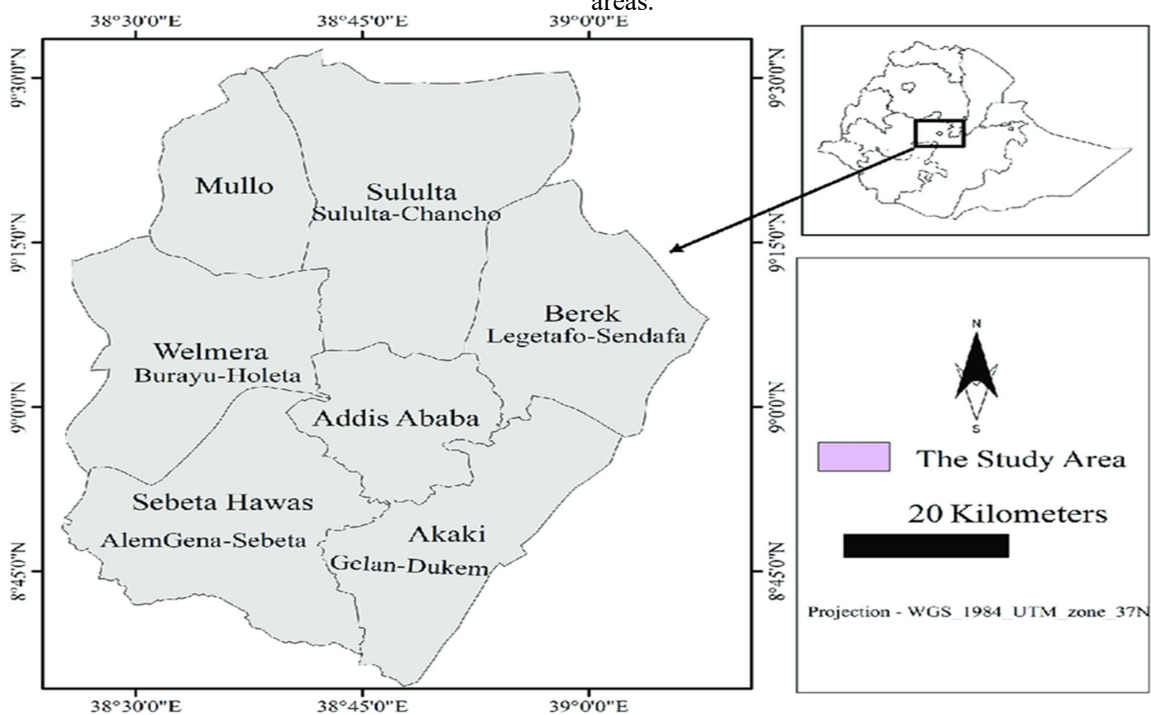 areas.
38°30'0"E 38°45'0"E 39°0'0"E
9°30'0"N
9°15'0"N
9°0'0"N
8°45'0"N
Mullo
Sululta
Sululta-Chancho
Berek
Legetafo-Sendafa
Welmera
Burayu-Holeta
Addis Ababa
Sebeta Hawas
AlemGena-Sebeta
Akaki
Gelan-Dukem
9°30'0"N
9°15'0"N
9°0'0"N
8°45'0"N
38°30'0"E 38°45'0"E 39°0'0"E
N
S
The Study Area
20 Kilometers
Projection - WGS_1984_UTM_zone_37N